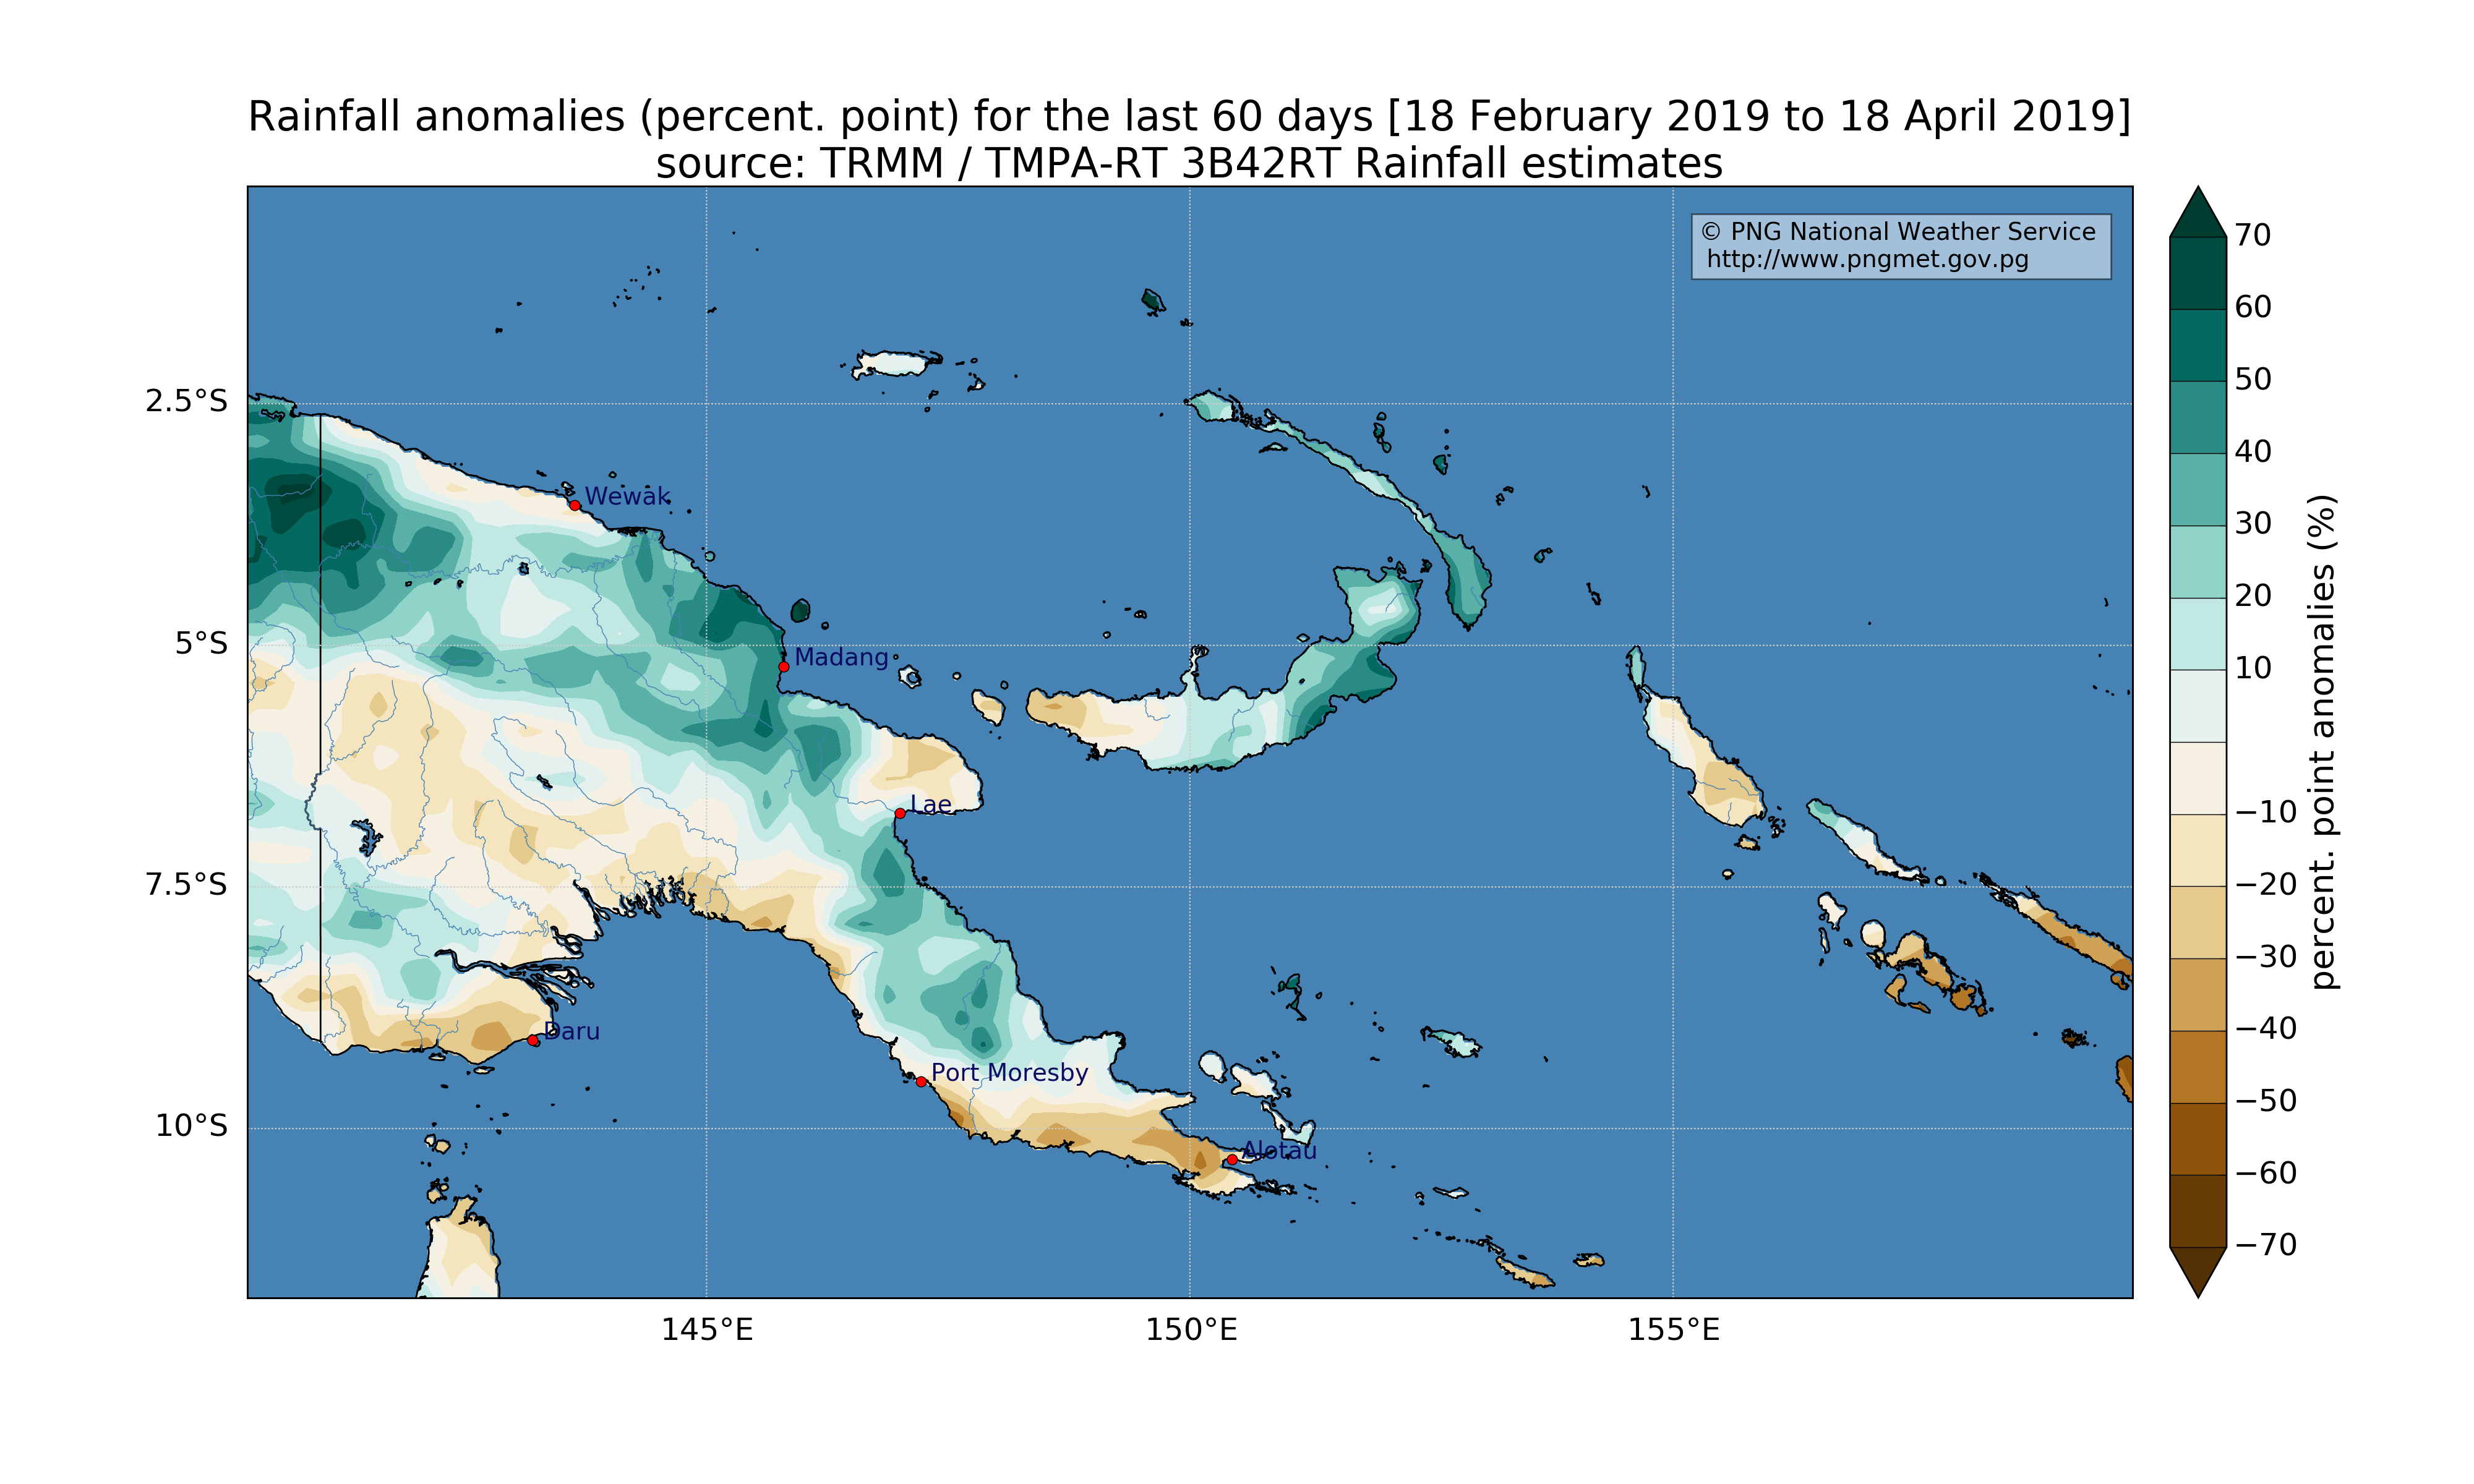 Rainfall anomalies (percent. point) for the last 60 days [18 February 2019 to 18 April 2019]
source: TRMM / TMPA-RT 3B42RT Rainfall estimates
© PNG National Weather Service
http://www.pngmet.gov.pg
2.5°S
5°S
7.5°S
10°S
145°E
150°E
155°E
Wewak
Madang
Lae
Daru
Port Moresby
Alotau
70
60
50
40
30
20
10
−10
−20
−30
−40
−50
−60
−70
percent. point anomalies (%)